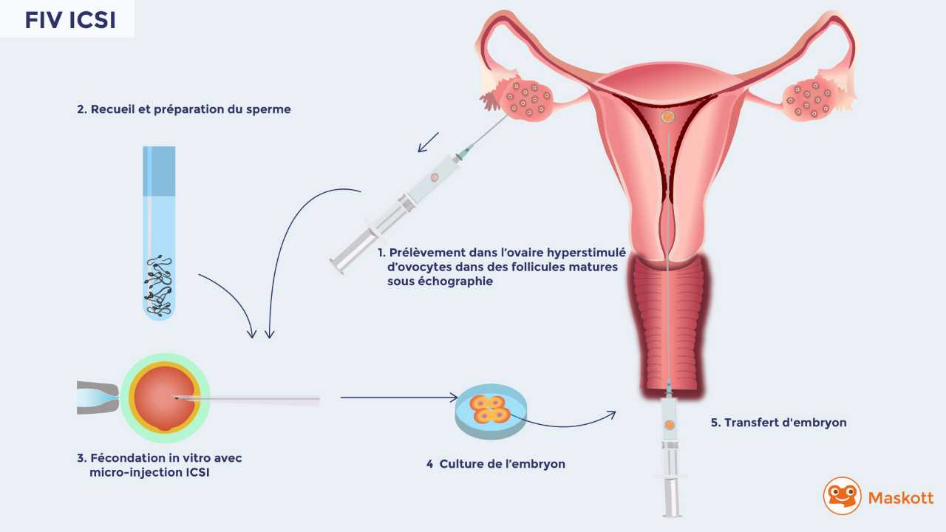 FIV ICSI
2. Recueil et préparation du sperme
1. Prélèvement dans l'ovaire hyperstimulé
d'ovocytes dans des follicules matures
sous échographie
3. Fécondation in vitro avec
micro-injection ICSI
4 Culture de l'embryon
5. Transfert d'embryon
Maskott